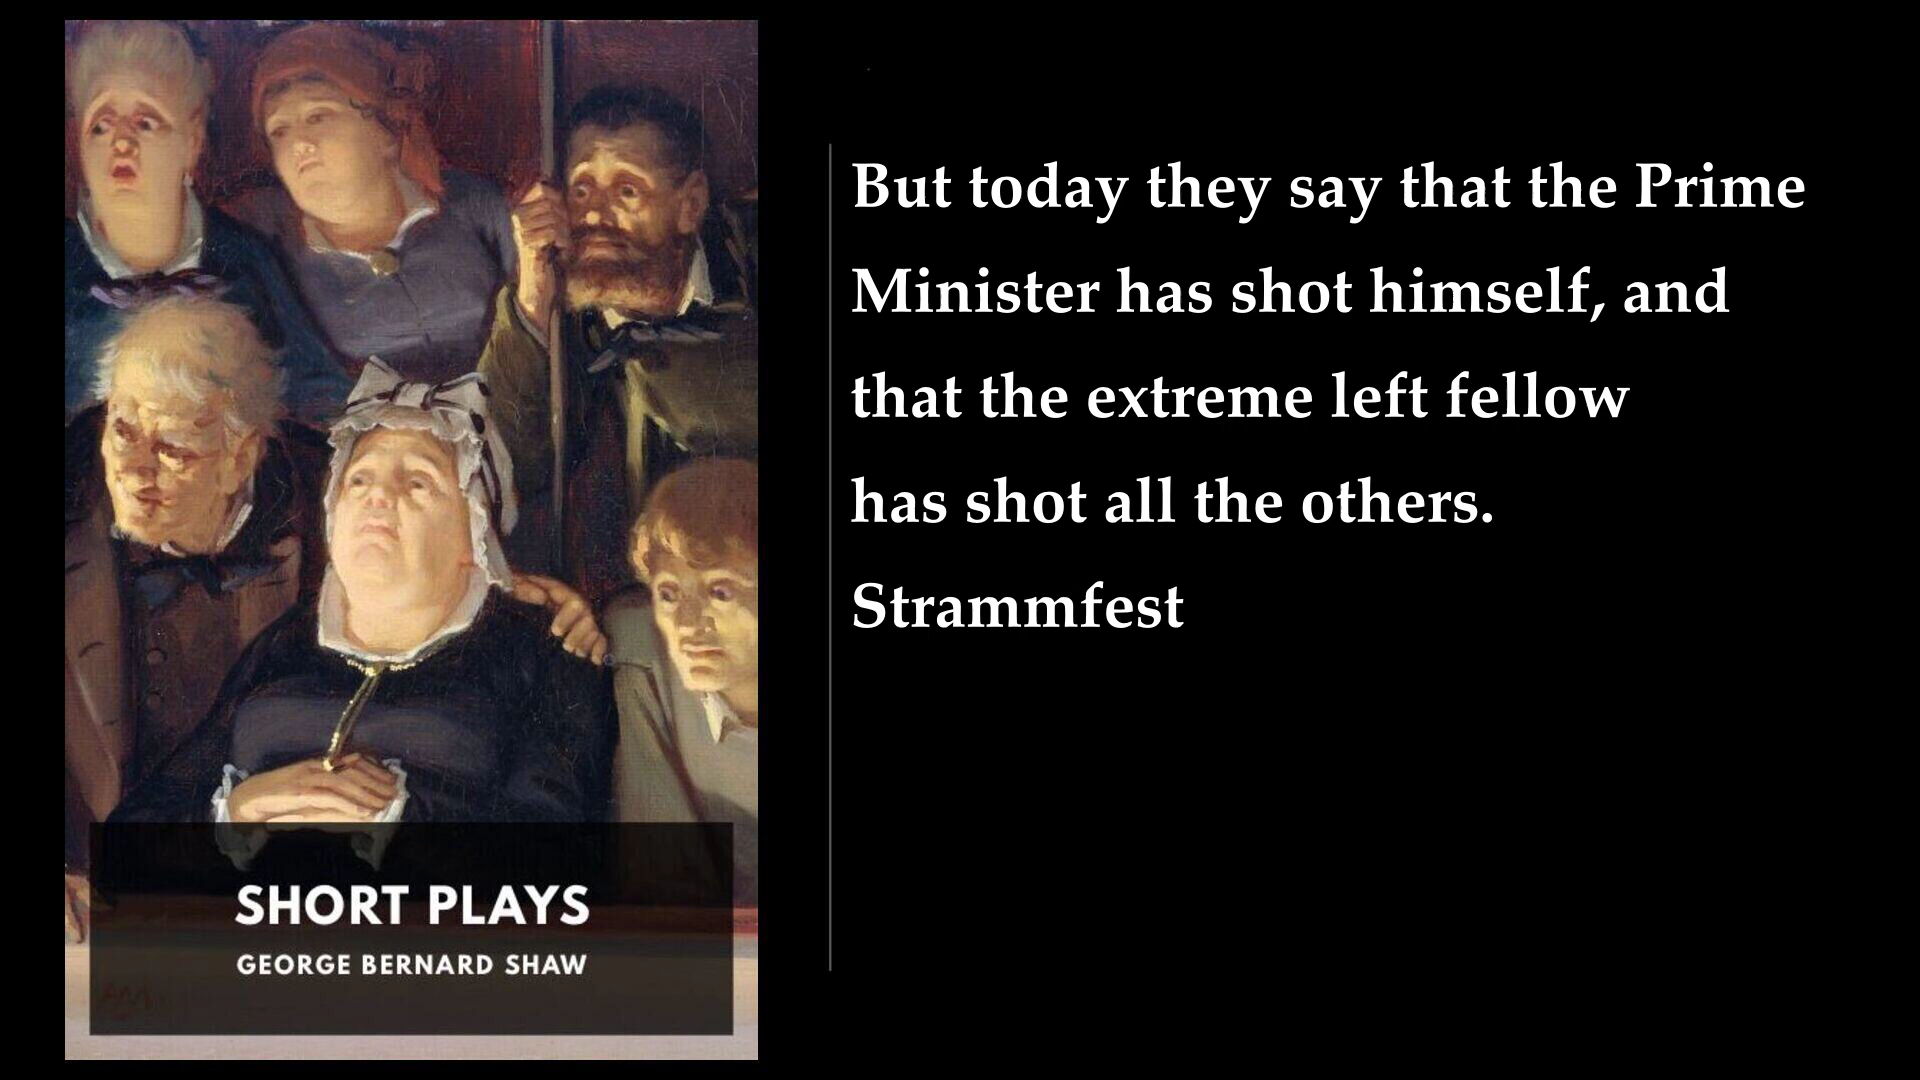 But today they say that the Prime
Minister has shot himself, and
that the extreme left fellow
has shot all the others.
Strammfest
SHORT PLAYS
GEORGE BERNARD SHAW